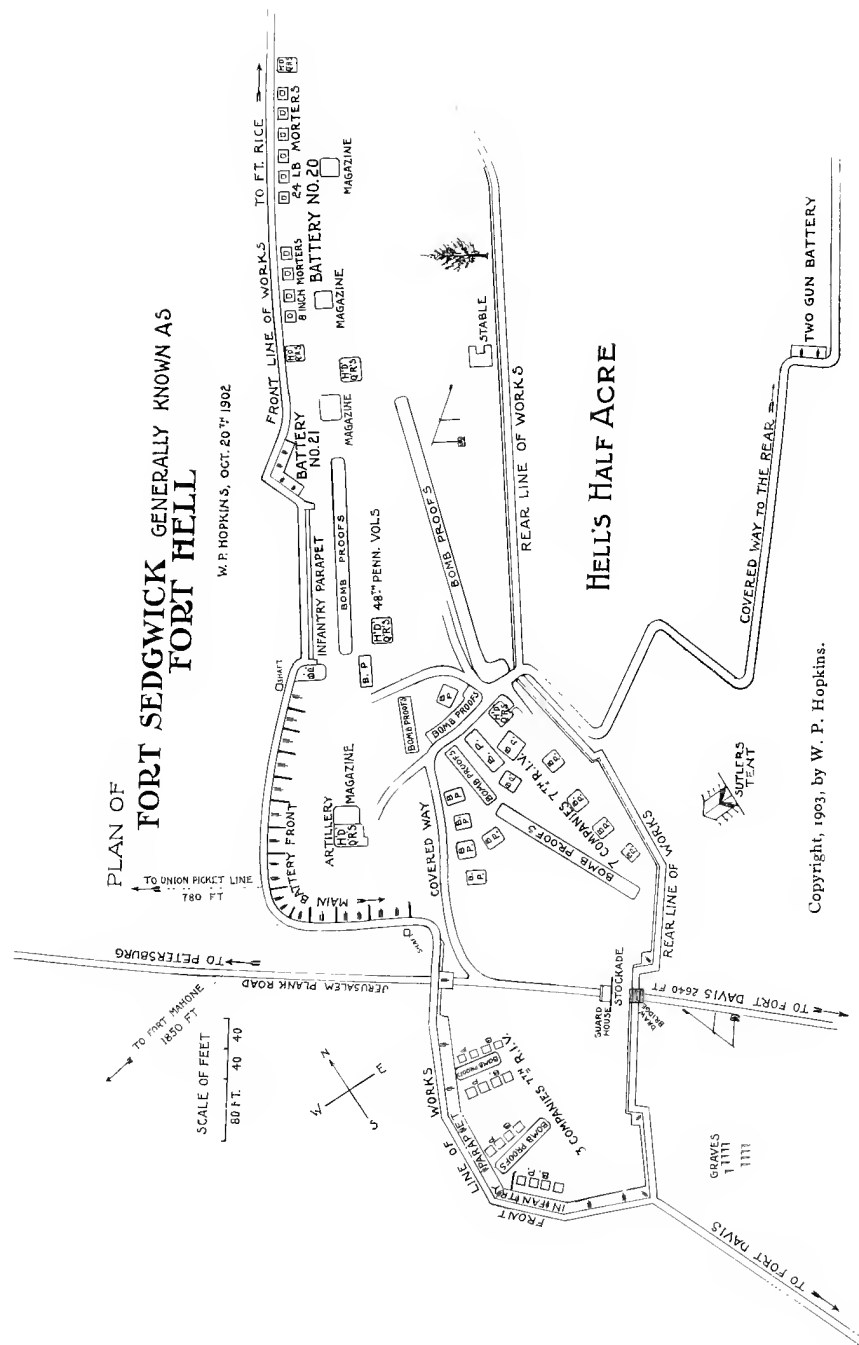 PLAN OF
FORT SEDGWICK GENERALLY KNOWN AS
FORT HELL
W. P. HOPKINS, OCT. 20TH 1902
FRONT LINE OF WORKS
TO FT. RICE
H'D QRS
8 INCH MORTERS
24 LB MORTERS
H'D QRS
BATTERY NO. 20
MAGAZINE
MAGAZINE
BATTERY
NO. 21
MAGAZINE
H'D' Q'R'S
INFANTRY PARAPET
BOMB PROOFS
48TH PENN. VOLS
H'D' Q'R'S
B. P.
SHAFT
BOMB PROOFS
STABLE
REAR LINE OF WORKS
HELL'S HALF ACRE
TWO GUN BATTERY
COVERED WAY TO THE REAR
TO UNION PICKET LINE
780 FT
MAIN
BATTERY FRONT
ARTILLERY
H'D' QRS
MAGAZINE
SHAFT
COVERED WAY
BOMB PROOFS
BOMB PROOFS
B. P.
H'D' Q'R'S
BOMB PROOFS
B. P.
B. P.
B. P.
B. P.
B. P.
B. P.
B. P.
B. P.
B. P.
B. P.
B. P.
B. P.
B. P.
7 COMPANIES 7TH R.I.V.
BOMB PROOFS
REAR LINE OF WORKS
SUTLERS
TENT
TO PETERSBURG
JERUSALEM PLANK ROAD
TO FORT MAHONE
1850 FT
SCALE OF FEET
80 FT. 40 40
N
E
S
W
FRONT
LINE OF
WORKS
INFANTRY
PARAPET
B. P.
BOMB PROOFS
B. P.
BOMB PROOFS
B. P.
3 COMPANIES 7TH R.I.V.
GUARD
HOUSE
STOCKADE
DRAW
BRIDGE
TO FORT DAVIS 2640 FT
GRAVES
TO FORT DAVIS
Copyright, 1903, by W. P. Hopkins.